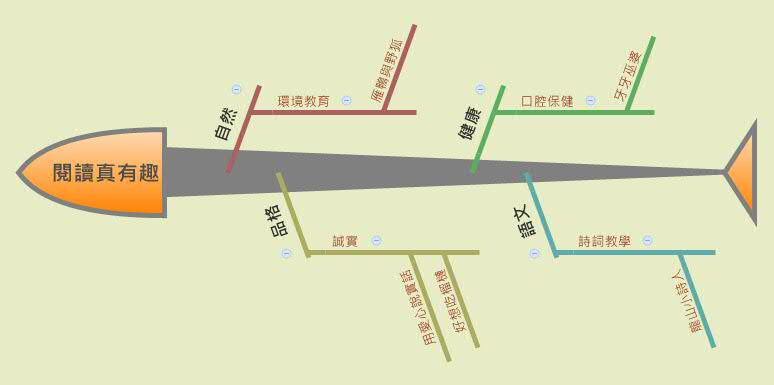 閱讀真有趣
自然
環境教育
雁鵝與野狐
健康
口腔保健
牙牙巫婆
品格
誠實
用愛心說實話
好想吃榴槤
語文
詩詞教學
龍山小詩人